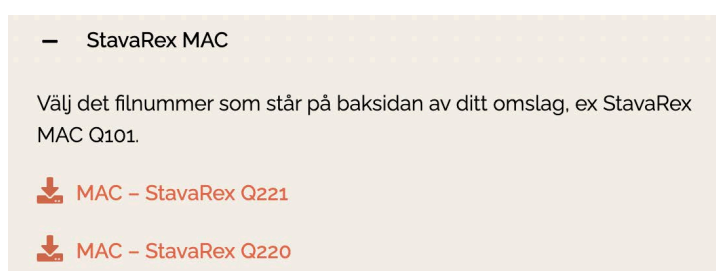 – StavaRex MAC
Välj det filnummer som står på baksidan av ditt omslag, ex StavaRex
MAC Q101.
MAC – StavaRex Q221
MAC – StavaRex Q220